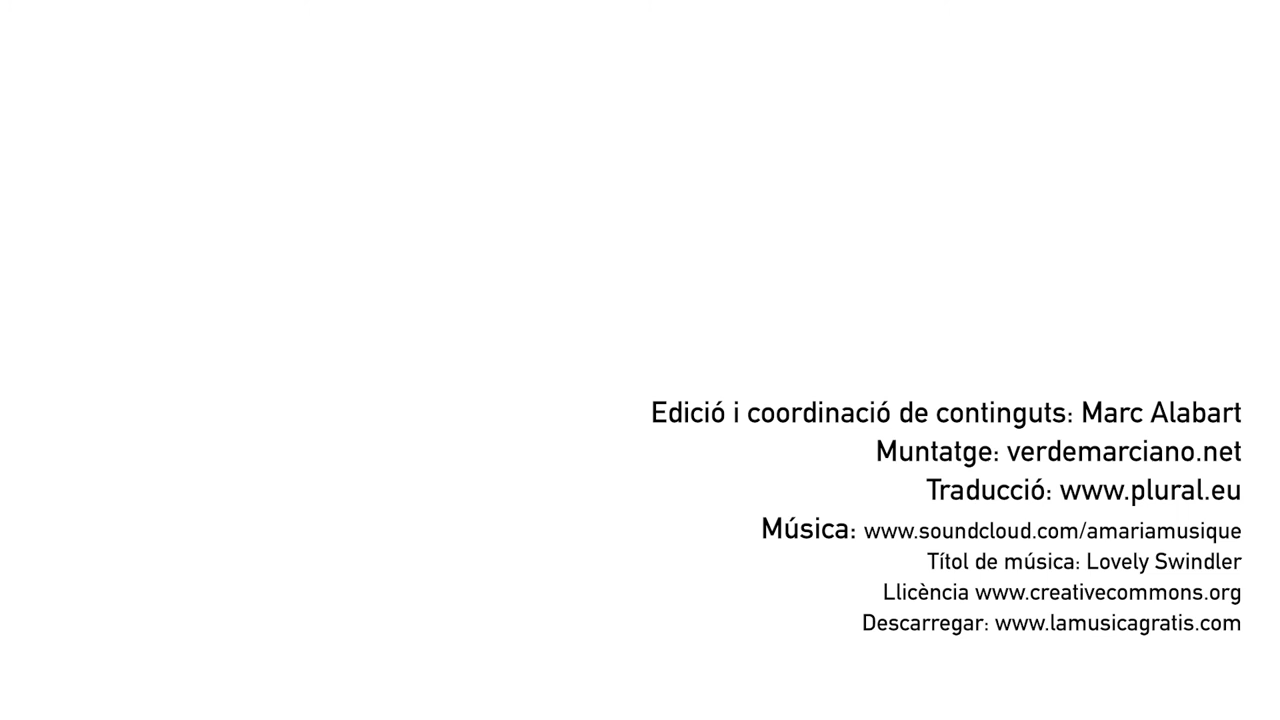 Edició i coordinació de continguts: Marc Alabart
Muntatge: verdemarciano.net
Traducció: www.plural.eu
Música: www.soundcloud.com/amariamusique
Títol de música: Lovely Swindler
Llicència www.creativecommons.org
Descarregar: www.lamusicagratis.com